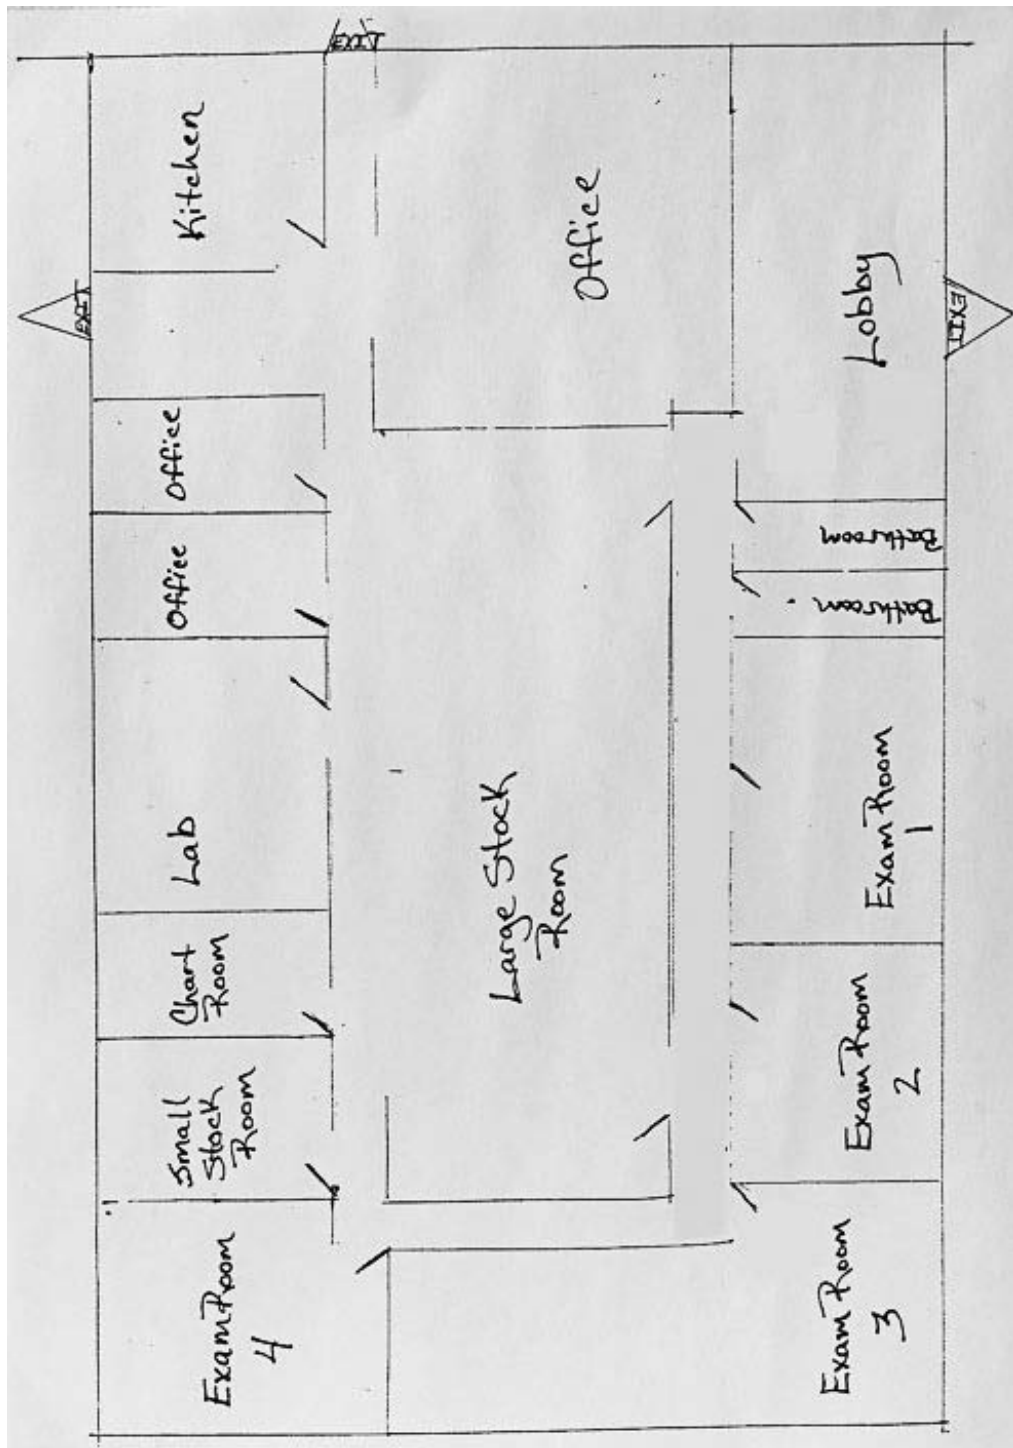 EXIT
Kitchen
Office
Lobby
EXIT
EXIT
Office
Office
Bathroom
Bathroom
Lab
Large Stock
Room
Exam Room
1
Chart
Room
Exam Room
2
Small
Stock
Room
Exam Room
4
Exam Room
3